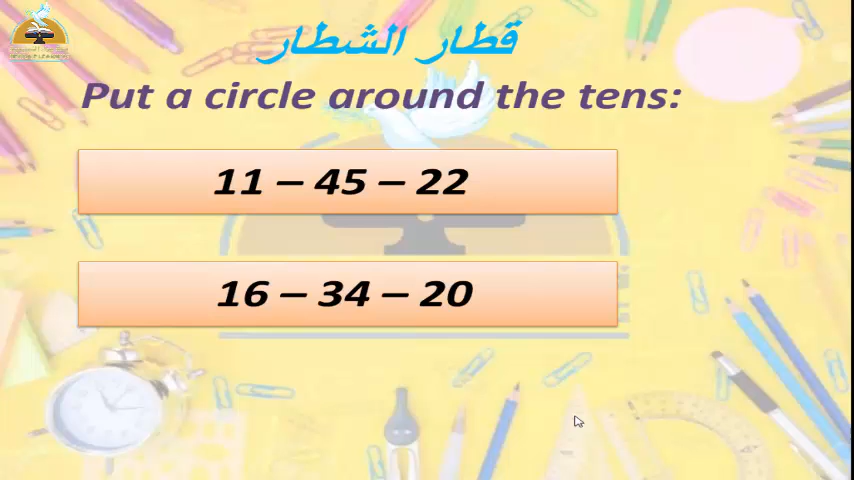 قطار الشطار
Put a circle around the tens:
11 – 45 – 22
16 – 34 – 20